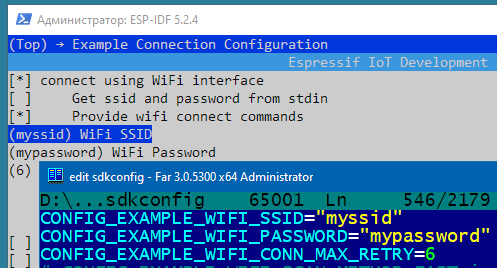 Администратор: ESP-IDF 5.2.4
(Top) → Example Connection Configuration
Espressif IoT Development
[*] connect using WiFi interface
[ ]     Get ssid and password from stdin
[*]     Provide wifi connect commands
(myssid) WiFi SSID
(mypassword) WiFi Password
(6)
edit sdkconfig - Far 3.0.5300 x64 Administrator
D:\...sdkconfig    65001  Ln    546/2179
CONFIG_EXAMPLE_WIFI_SSID="myssid"
CONFIG_EXAMPLE_WIFI_PASSWORD="mypassword"
[ ]
CONFIG_EXAMPLE_WIFI_CONN_MAX_RETRY=6
[ ]